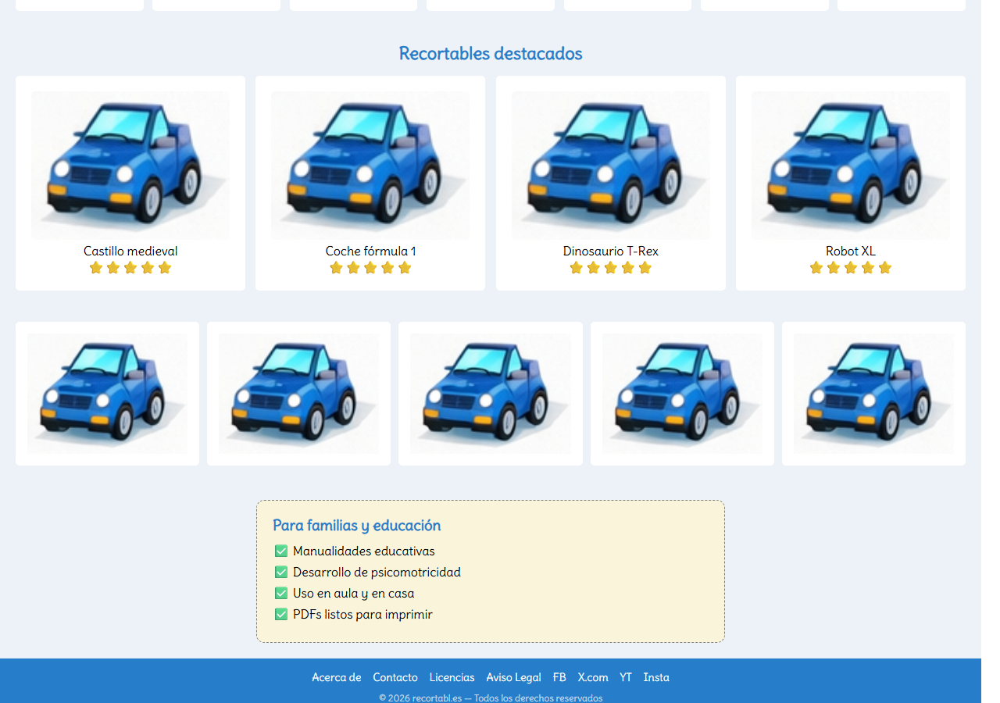 Recortables destacados
Castillo medieval
Coche fórmula 1
Dinosaurio T-Rex
Robot XL
Para familias y educación
Manualidades educativas
Desarrollo de psicomotricidad
Uso en aula y en casa
PDFs listos para imprimir
Acerca de Contacto Licencias Aviso Legal FB X.com YT Insta
© 2026 recortabl.es — Todos los derechos reservados